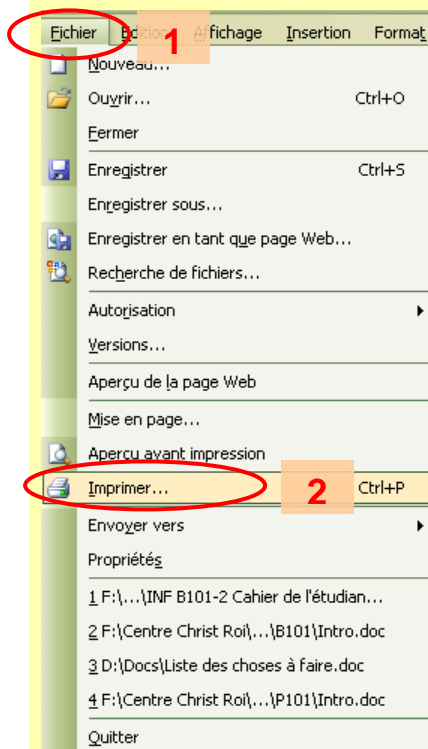 Fichier Affichage Insertion Format
1
Nouveau...
Ouvrir... Ctrl+O
Fermer
Enregistrer Ctrl+S
Enregistrer sous...
Enregistrer en tant que page Web...
Recherche de fichiers...
Autorisation
Versions...
Aperçu de la page Web
Mise en page...
Aperçu avant impression
Imprimer... 2 Ctrl+P
Envoyer vers
Propriétés
1 F:\...\INF B101-2 Cahier de l'étudian...
2 F:\Centre Christ Roi\...\B101\Intro.doc
3 D:\Docs\Liste des choses à faire.doc
4 F:\Centre Christ Roi\...\P101\Intro.doc
Quitter